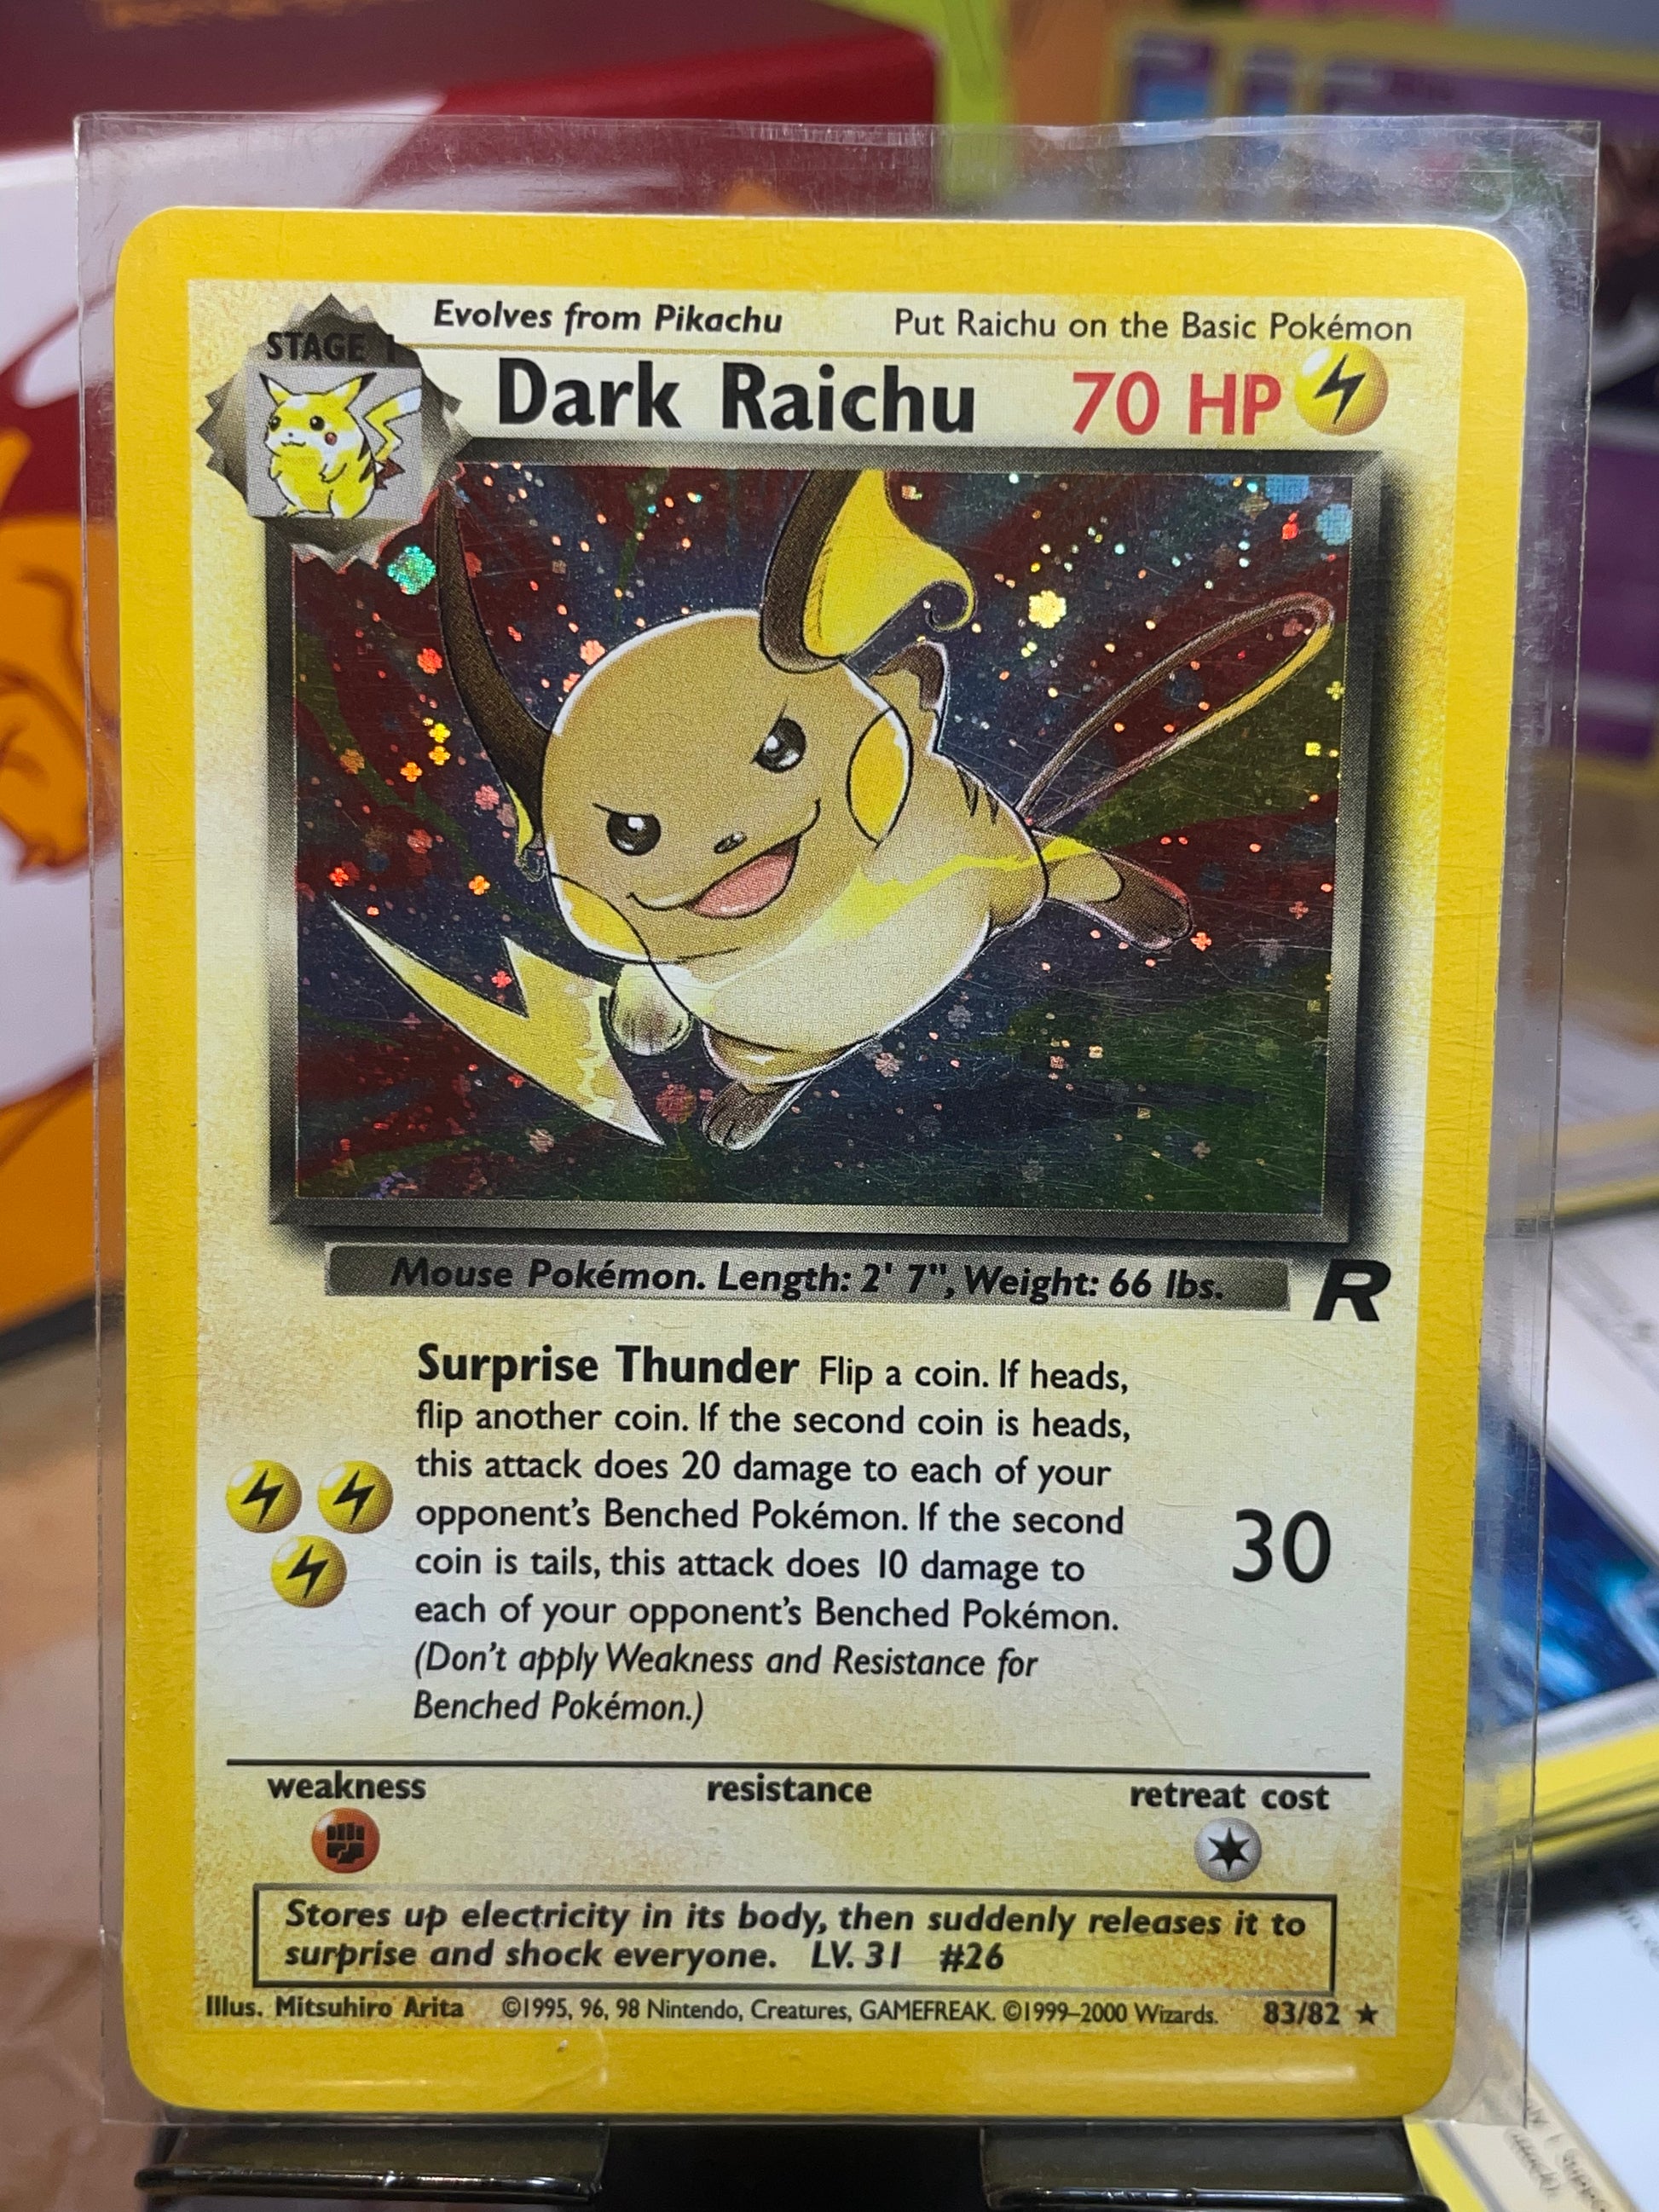 Evolves from Pikachu Put Raichu on the Basic Pokémon
STAGE 1
Dark Raichu 70 HP
Mouse Pokémon. Length: 2' 7", Weight: 66 lbs.
R
Surprise Thunder Flip a coin. If heads,
flip another coin. If the second coin is heads,
this attack does 20 damage to each of your
opponent's Benched Pokémon. If the second
coin is tails, this attack does 10 damage to
each of your opponent's Benched Pokémon.
(Don't apply Weakness and Resistance for
Benched Pokémon.)
30
weakness resistance retreat cost
Stores up electricity in its body, then suddenly releases it to
surprise and shock everyone. LV. 31 #26
Illus. Mitsuhiro Arita ©1995, 96, 98 Nintendo, Creatures, GAMEFREAK. ©1999–2000 Wizards. 83/82 ★